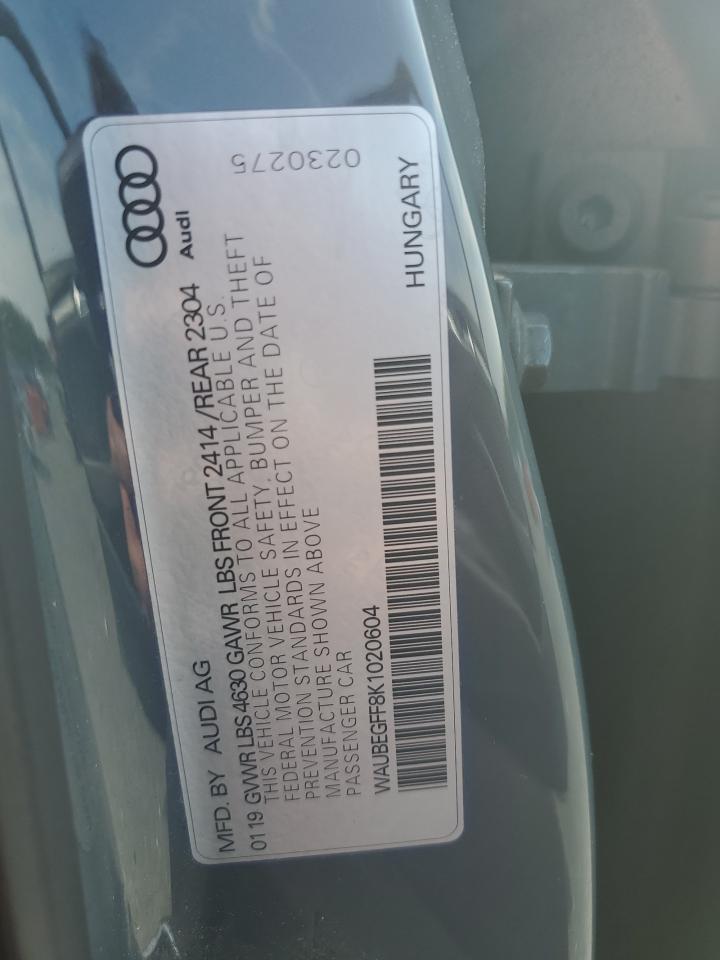 MFD. BY AUDI AG
0119 GVWR LBS 4630 GAWR LBS FRONT 2414 /REAR 2304
THIS VEHICLE CONFORMS TO ALL APPLICABLE U.S.
FEDERAL MOTOR VEHICLE SAFETY, BUMPER AND THEFT
PREVENTION STANDARDS IN EFFECT ON THE DATE OF
MANUFACTURE SHOWN ABOVE
PASSENGER CAR
WAUBEGFF8K1020604
Audi
0230275
HUNGARY